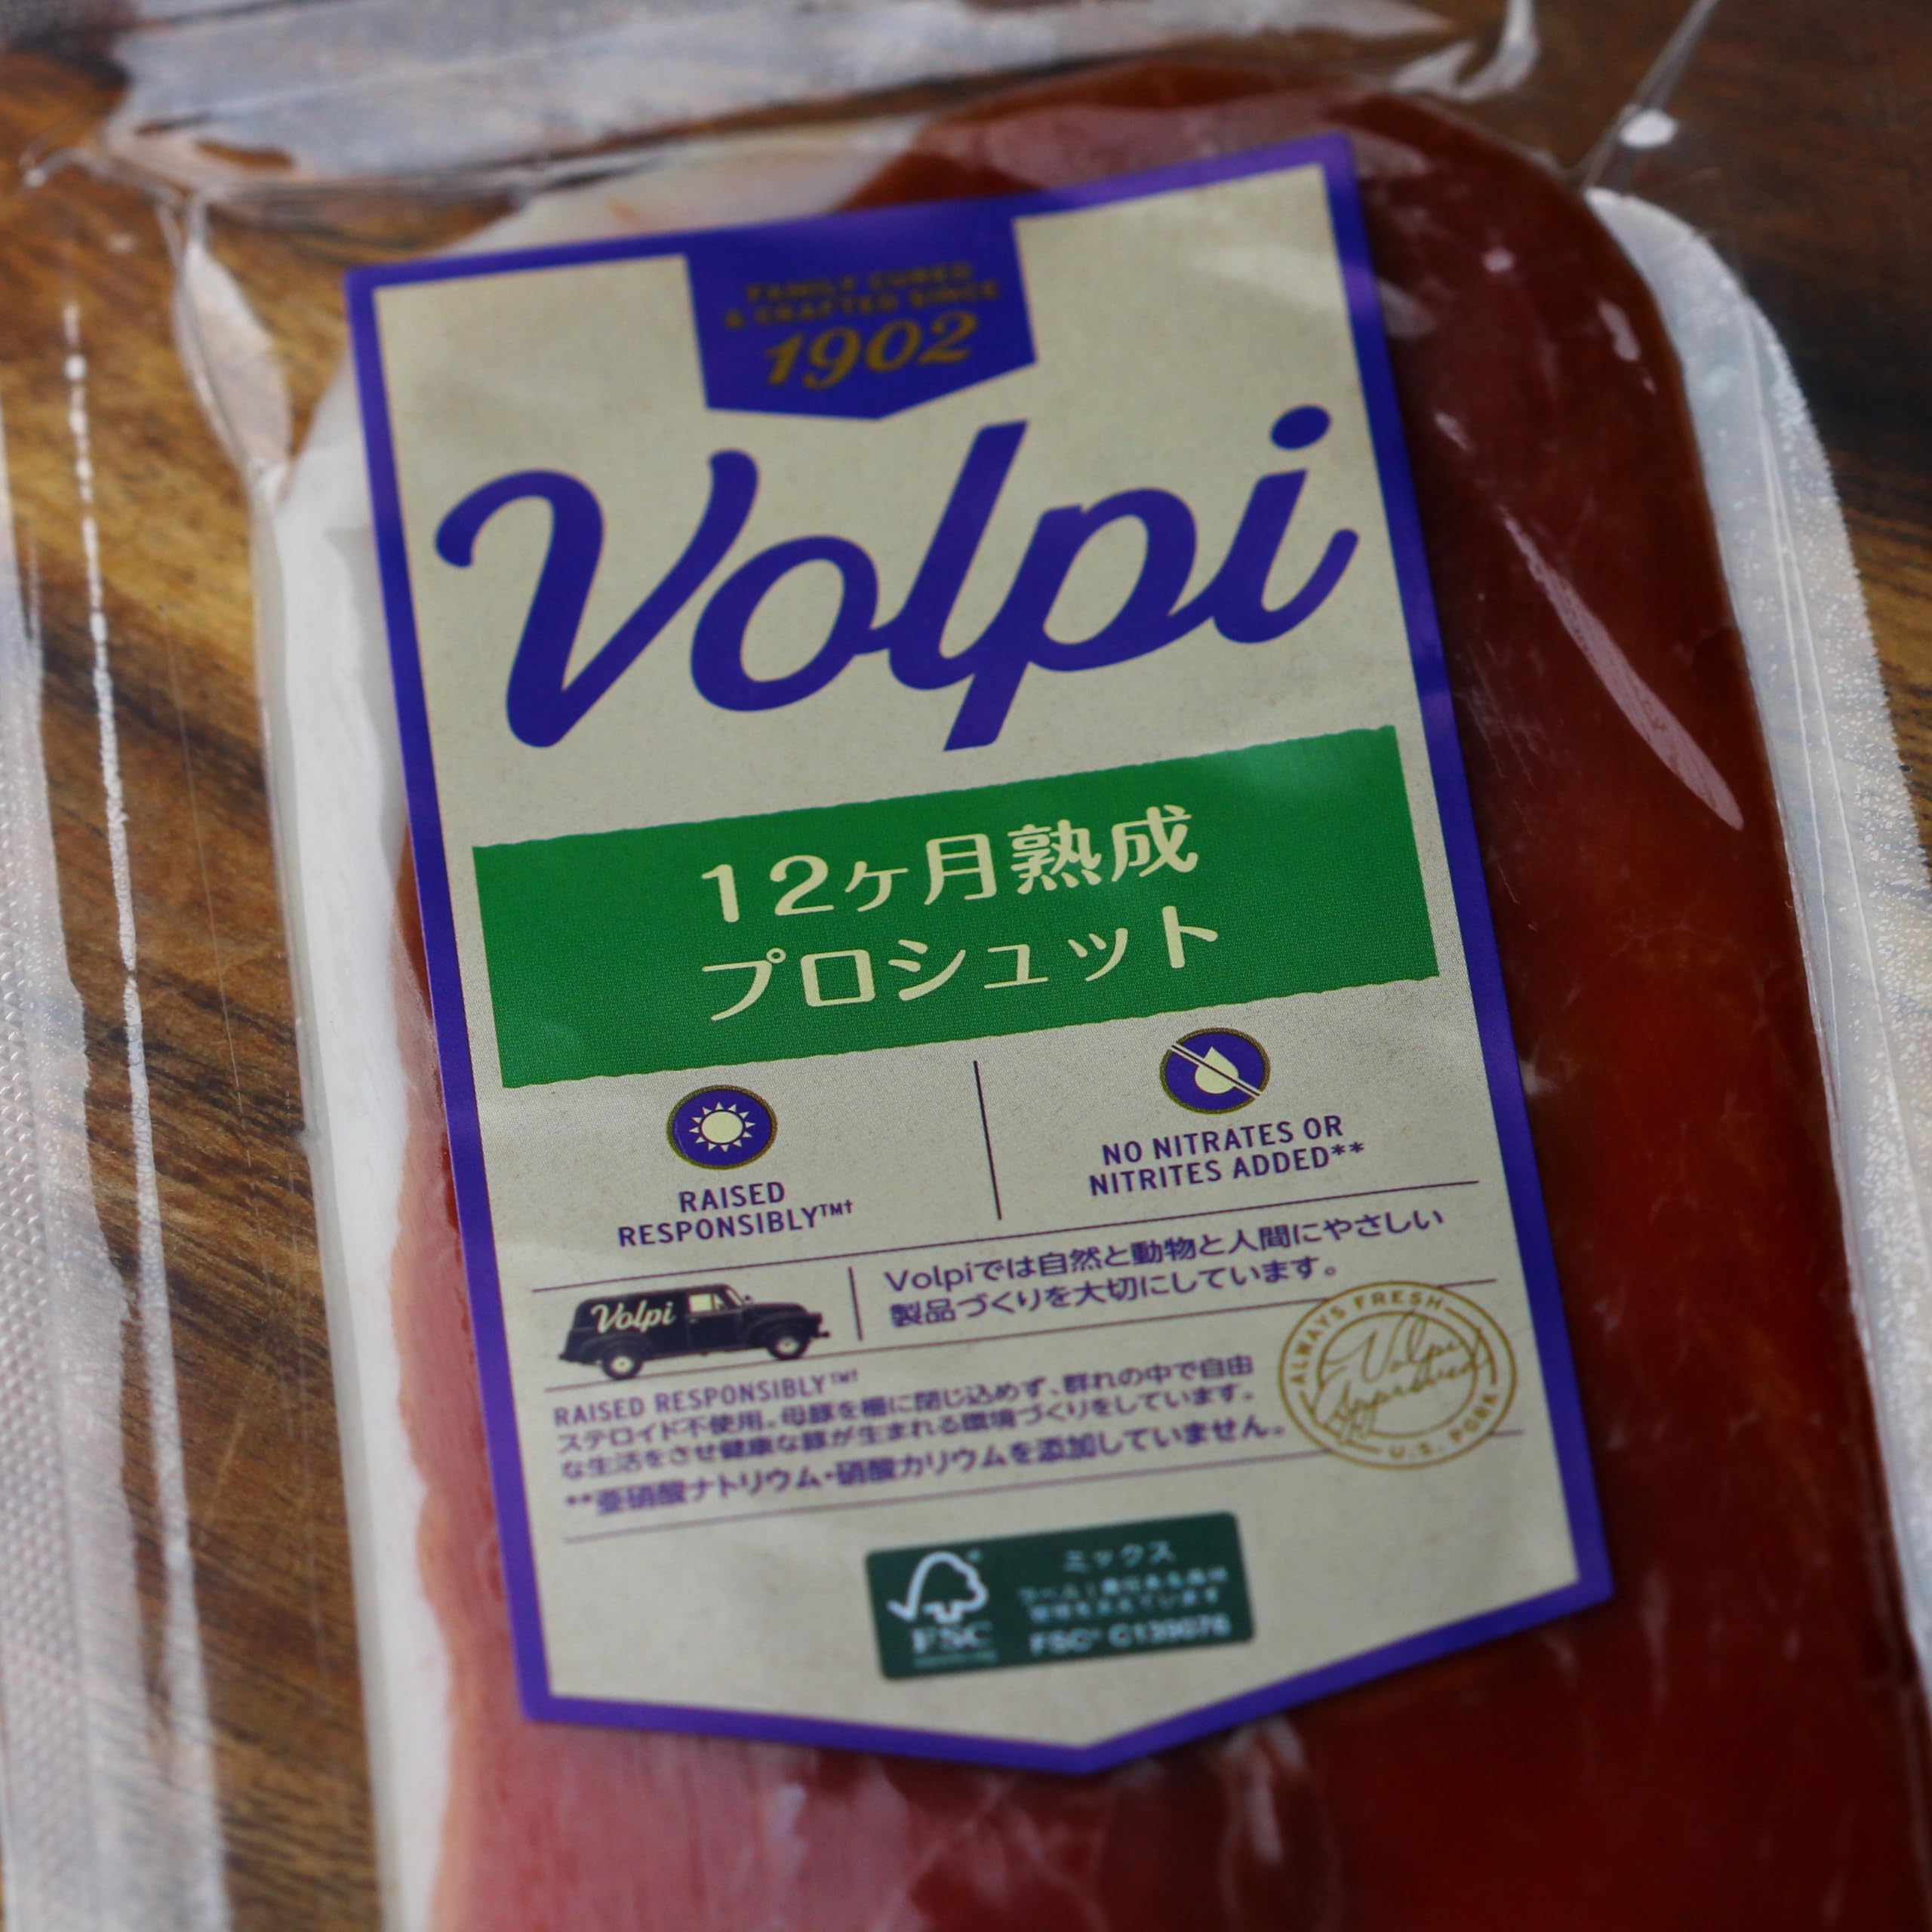 FAMILY CURED
& CRAFTED SINCE
1902
Volpi
12ヶ月熟成
プロシュット
RAISED
RESPONSIBLY™†
NO NITRATES OR
NITRITES ADDED**
Volpi
Volpiでは自然と動物と人間にやさしい
製品づくりを大切にしています。
ALWAYS FRESH
Volpi
Approved
U.S. PORK
RAISED RESPONSIBLY™†
ステロイド不使用。母豚を柵に閉じ込めず、群れの中で自由
な生活をさせ健康な豚が生まれる環境づくりをしています。
**亜硝酸ナトリウム・硝酸カリウムを添加していません。
FSC
ミックス
FSC® C139076